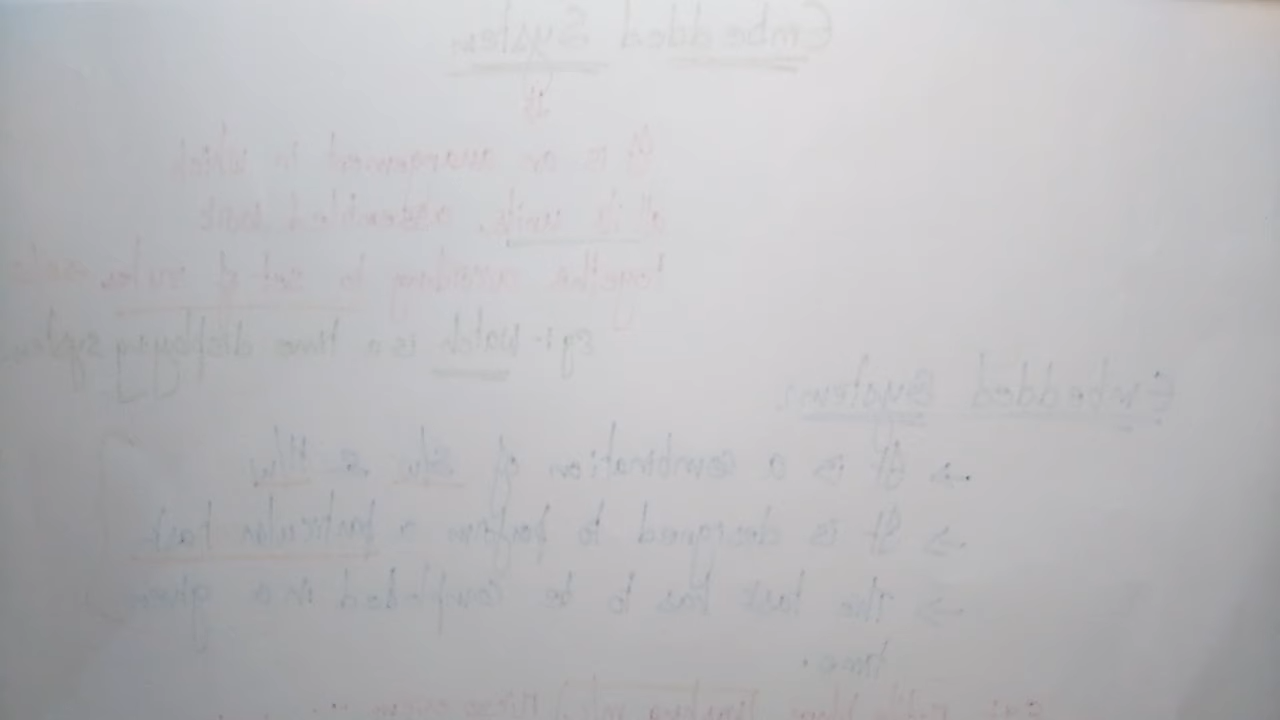 Embedded System
It is an arrangement in which
all its units, assembled work
together according to set of rules.
eg:- watch is a time displaying system
Embedded System:
→ It is a combination of s/w & H/w
→ It is designed to perform a particular task
→ The task has to be completed in a given
time.